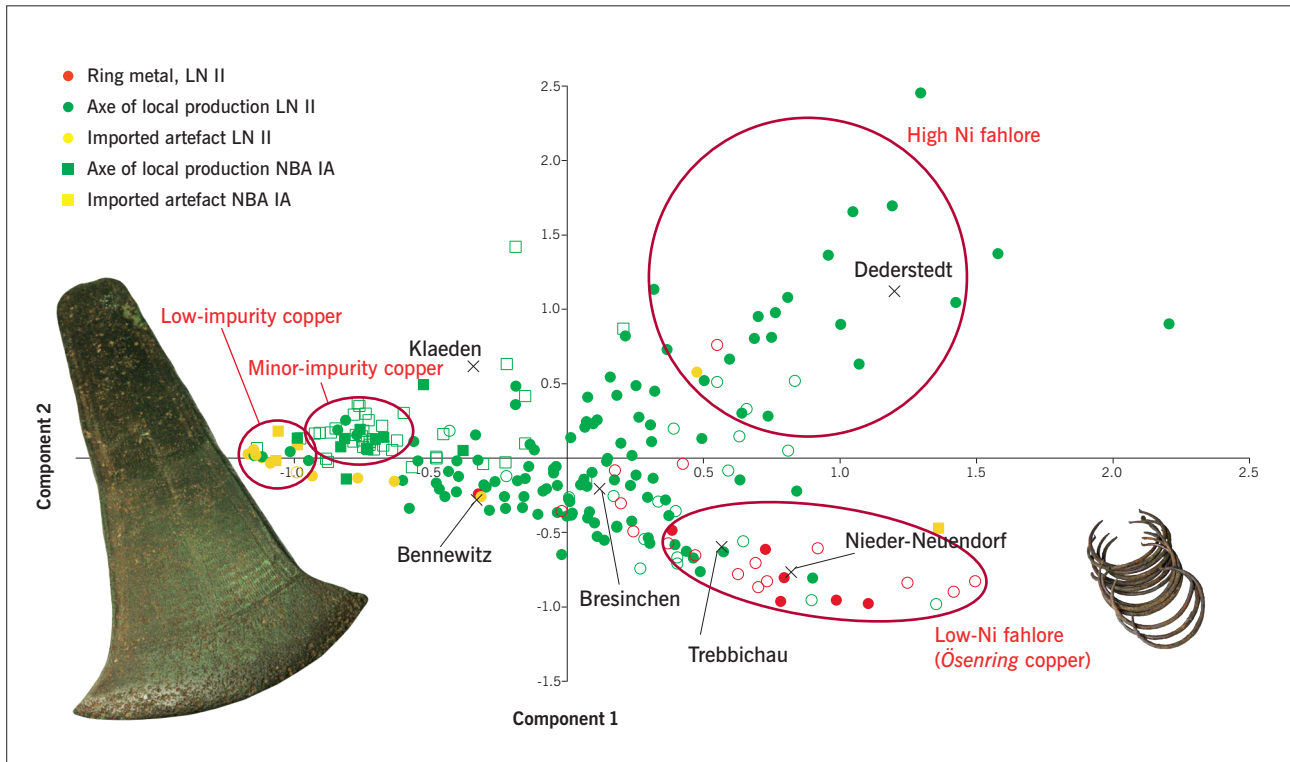 Ring metal, LN II
Axe of local production LN II
Imported artefact LN II
Axe of local production NBA IA
Imported artefact NBA IA
2.5
2.0
1.5
1.0
0.5
-0.5
-1.0
-1.5
-1.0
-0.5
0.5
1.0
1.5
2.0
2.5
High Ni fahlore
Dederstedt
Low-impurity copper
Klaeden
Minor-impurity copper
Bennewitz
Bresinchen
Trebbichau
Nieder-Neuendorf
Low-Ni fahlore
(Ösenring copper)
Component 2
Component 1